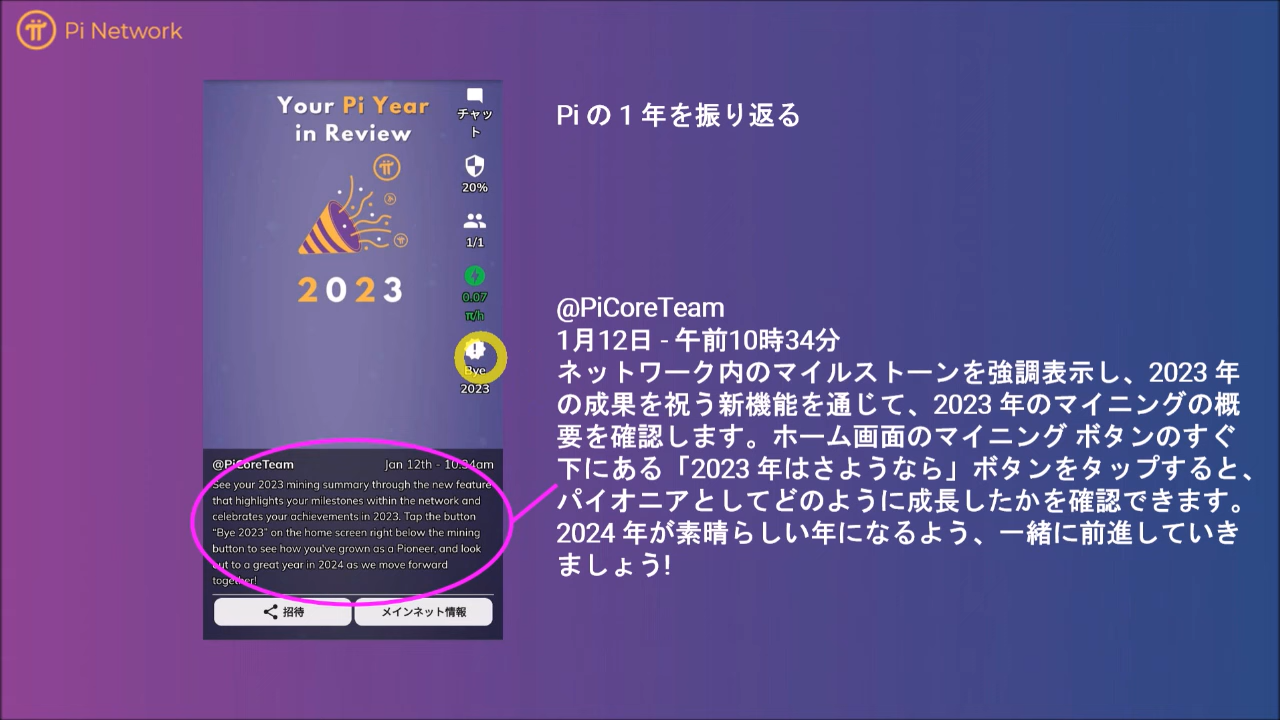 Pi Network
Your Pi Year
in Review
2023
チャッ
ト
20%
1/1
0.07
π/h
Bye
2023
@PiCoreTeam
Jan 12th - 10:34am
See your 2023 mining summary through the new feature
that highlights your milestones within the network and
celebrates your achievements in 2023. Tap the button
“Bye 2023” on the home screen right below the mining
button to see how you've grown as a Pioneer, and look
out to a great year in 2024 as we move forward
together!
招待
メインネット情報
Pi の 1 年を振り返る
@PiCoreTeam
1月12日 - 午前10時34分
ネットワーク内のマイルストーンを強調表示し、2023 年
の成果を祝う新機能を通じて、2023 年のマイニングの概
要を確認します。ホーム画面のマイニング ボタンのすぐ
下にある「2023 年はさようなら」ボタンをタップすると、
パイオニアとしてどのように成長したかを確認できます。
2024 年が素晴らしい年になるよう、一緒に前進していき
ましょう!